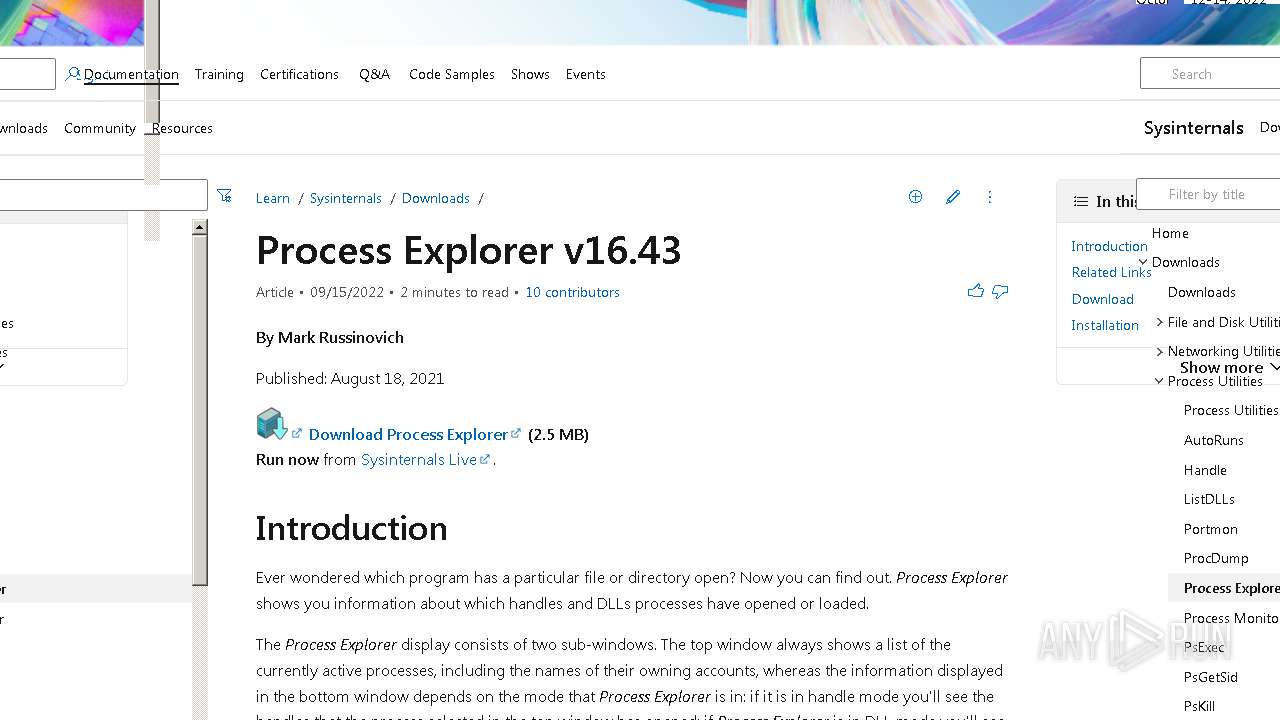 Documentation Training Certifications Q&A Code Samples Shows Events
Search
wnloads Community Resources
Sysinternals
Learn / Sysinternals / Downloads /
Filter by title
Process Explorer v16.43
Article • 09/15/2022 • 2 minutes to read • 10 contributors
By Mark Russinovich
Published: August 18, 2021
Download Process Explorer (2.5 MB)
Run now from Sysinternals Live.
Introduction
Ever wondered which program has a particular file or directory open? Now you can find out. Process Explorer
shows you information about which handles and DLLs processes have opened or loaded.
The Process Explorer display consists of two sub-windows. The top window always shows a list of the
currently active processes, including the names of their owning accounts, whereas the information displayed
in the bottom window depends on the mode that Process Explorer is in: if it is in handle mode you'll see the
In this
Introduction
Related Links
Download
Installation
Show more
Home
Downloads
Downloads
File and Disk Utiliti
Networking Utilitie
Process Utilities
Process Utilities
AutoRuns
Handle
ListDLLs
Portmon
ProcDump
Process Explore
Process Monito
PsExec
PsGetSid
PsKill
ANY RUN